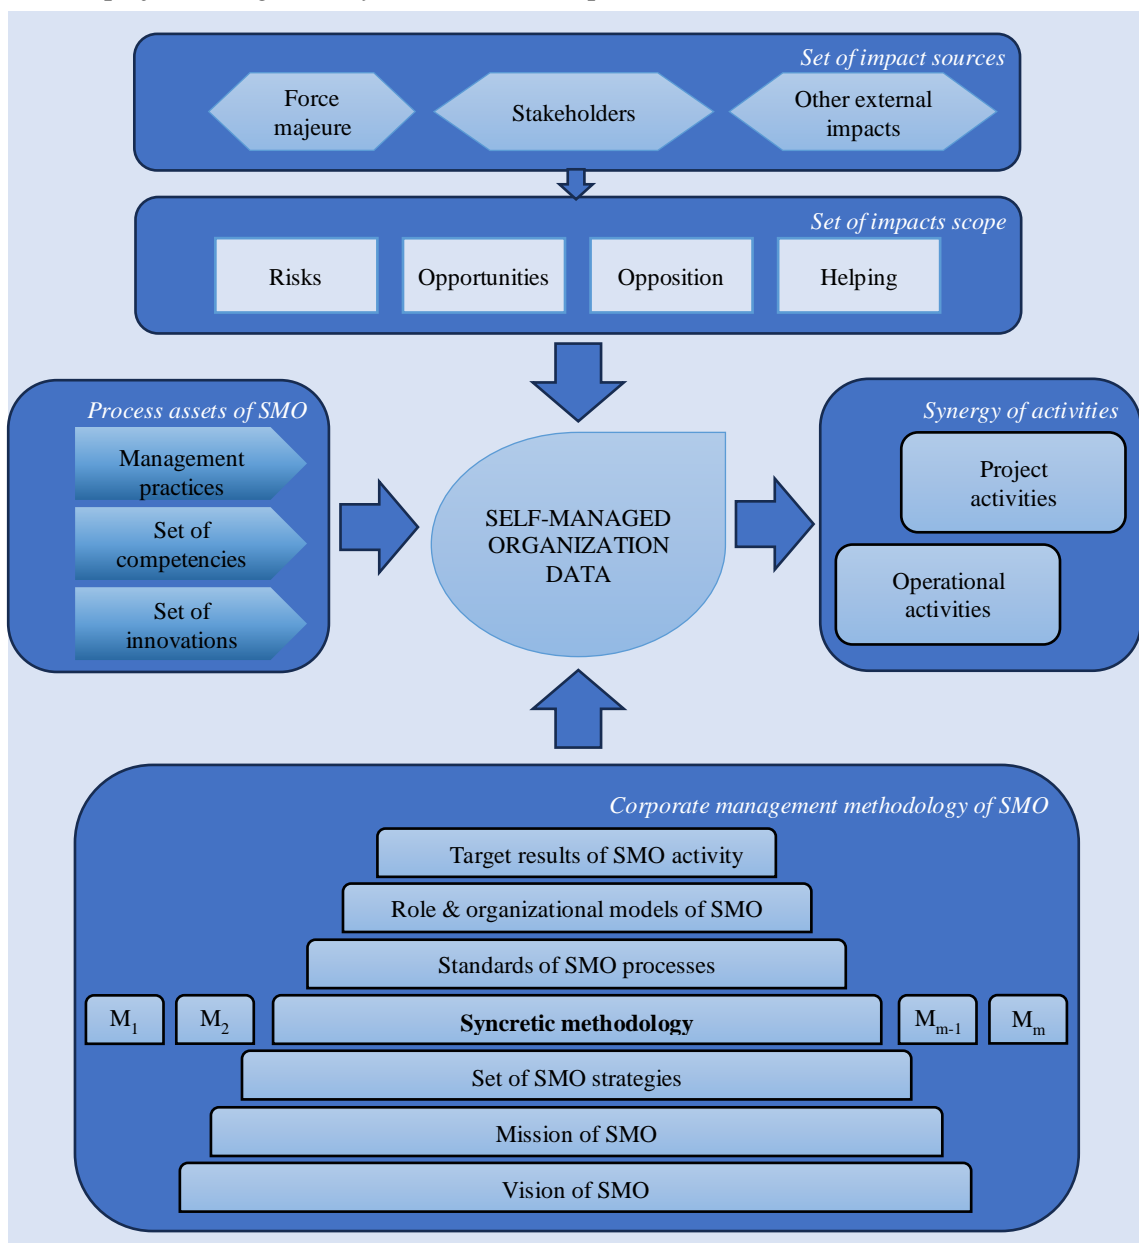 Set of impact sources
Force
majeure
Stakeholders
Other external
impacts
Set of impacts scope
Risks
Opportunities
Opposition
Helping
Process assets of SMO
Management
practices
Set of
competencies
Set of
innovations
SELF-MANAGED
ORGANIZATION
DATA
Synergy of activities
Project
activities
Operational
activities
Corporate management methodology of SMO
Target results of SMO activity
Role & organizational models of SMO
Standards of SMO processes
M1
M2
Syncretic methodology
Mm-1
Mm
Set of SMO strategies
Mission of SMO
Vision of SMO